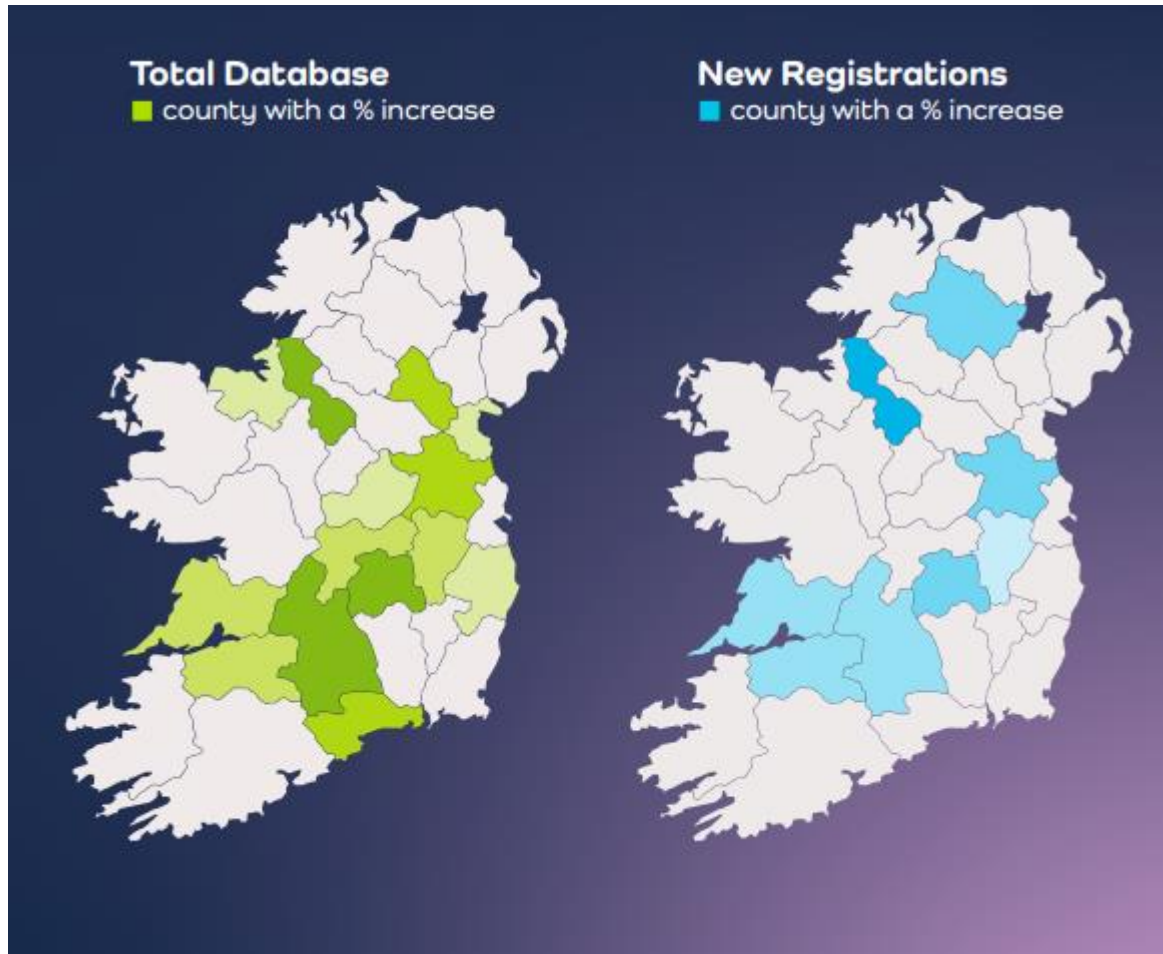 Total Database
county with a % increase
New Registrations
county with a % increase